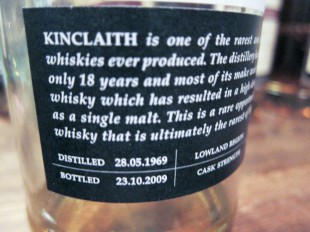 KINCLAITH is one of the rarest
whiskies ever produced. The distillery
only 18 years and most of its make
whisky which has resulted in a
as a single malt. This is a rare
whisky that is ultimately the rarest of
DISTILLED 28.05.1969 LOWLAND REGION
BOTTLED 23.10.2009 CASK STRENGTH